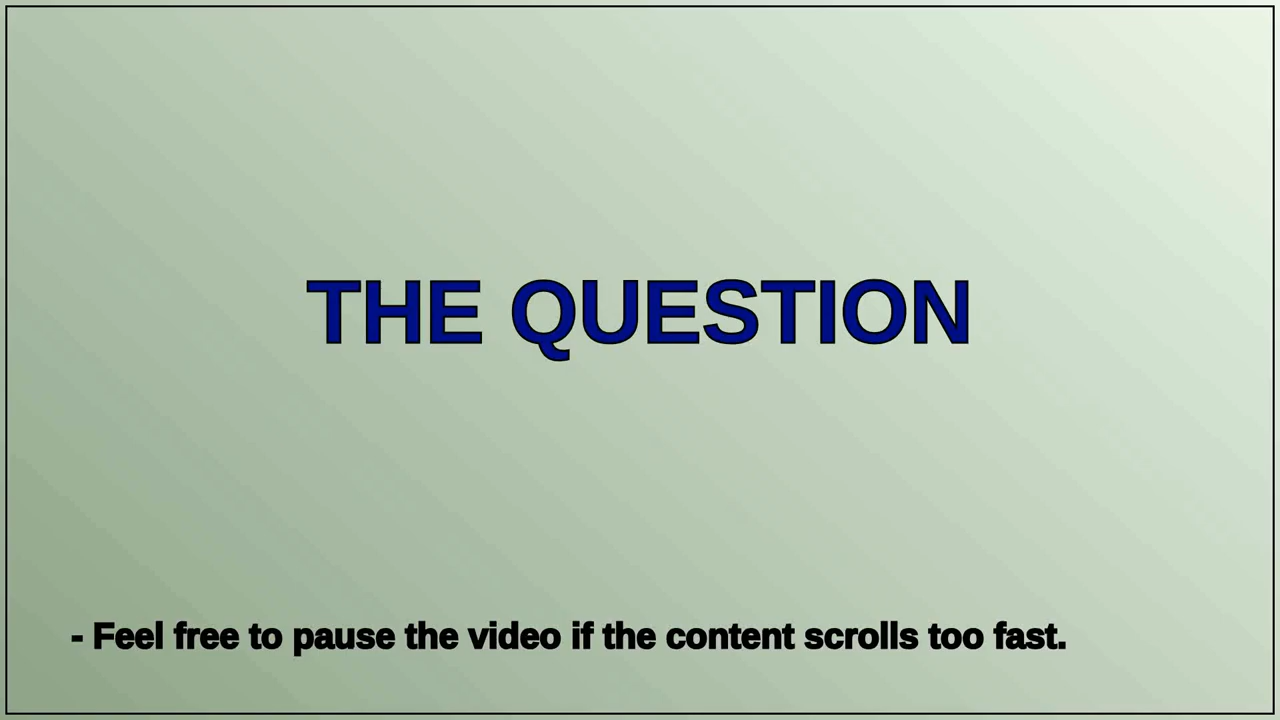 THE QUESTION
- Feel free to pause the video if the content scrolls too fast.